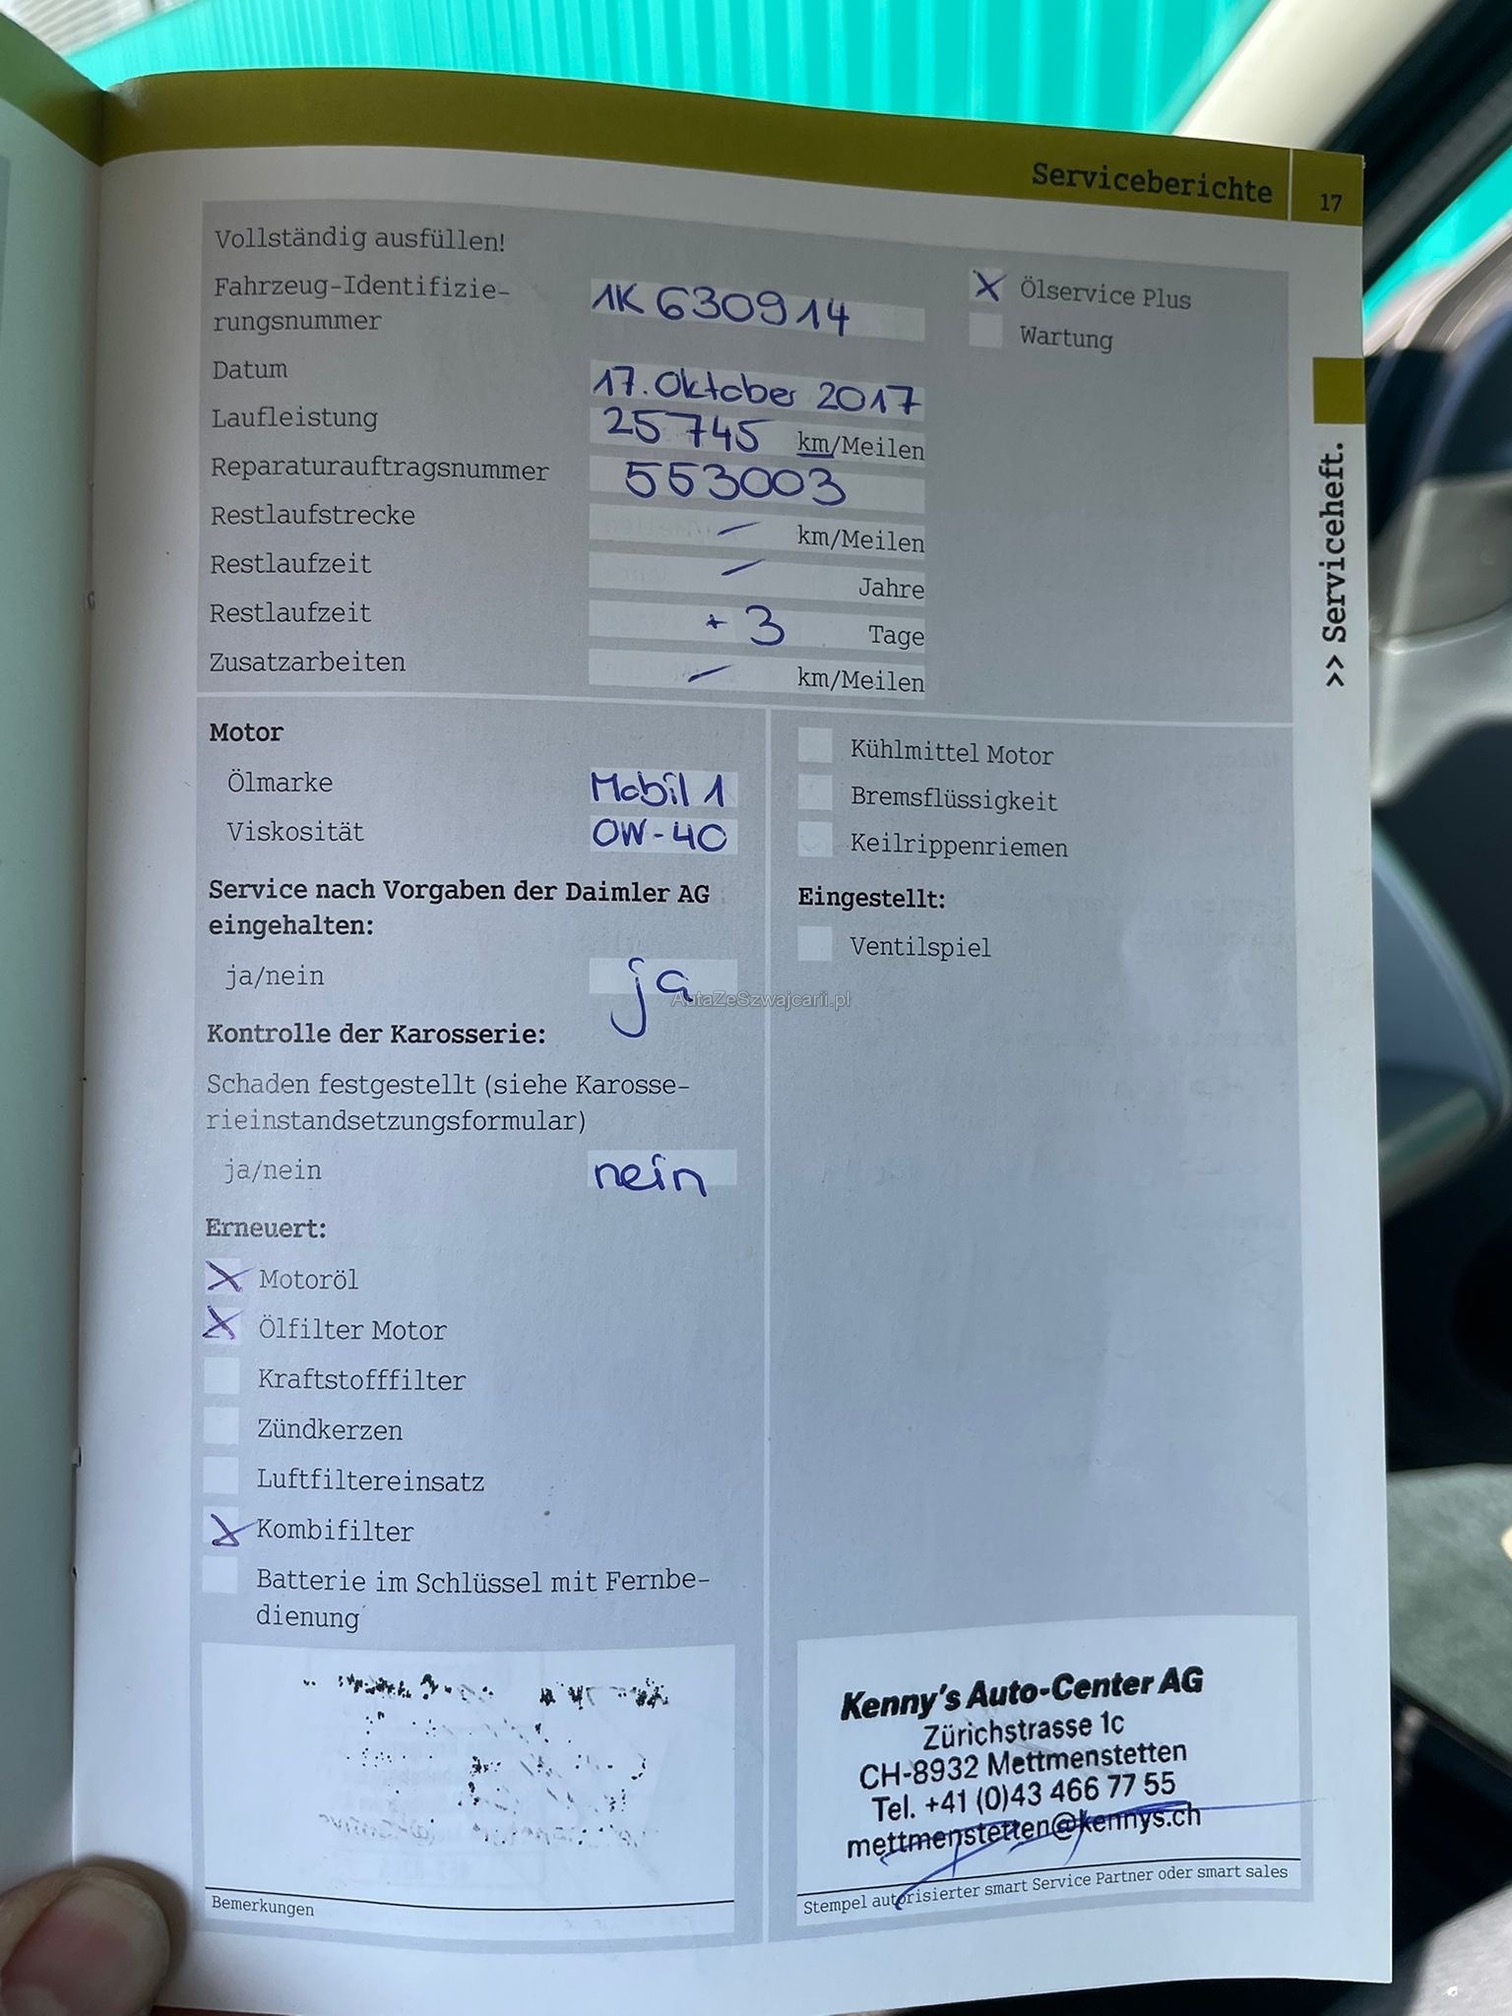 Serviceberichte 17
Vollständig ausfüllen!
Fahrzeug-Identifizie-
rungsnummer 1K 630914
Datum 17. Oktober 2017
Laufleistung 25 745 km/Meilen
Reparaturauftragsnummer 553003
Restlaufstrecke - km/Meilen
Restlaufzeit - Jahre
Restlaufzeit + 3 Tage
Zusatzarbeiten - km/Meilen
X Ölservice Plus
Wartung
>> Serviceheft.
Motor
Ölmarke Mobil 1
Viskosität 0W-40
Service nach Vorgaben der Daimler AG
eingehalten:
ja/nein ja
Kontrolle der Karosserie:
Schaden festgestellt (siehe Karosse-
rieinstandsetzungsformular)
ja/nein nein
Erneuert:
X Motoröl
X Ölfilter Motor
Kraftstofffilter
Zündkerzen
Luftfiltereinsatz
X Kombifilter
Batterie im Schlüssel mit Fernbe-
dienung
Bemerkungen
Kühlmittel Motor
Bremsflüssigkeit
Keilrippenriemen
Eingestellt:
Ventilspiel
AutaZeSzwajcarii.pl
Kenny's Auto-Center AG
Zürichstrasse 1c
CH-8932 Mettmenstetten
Tel. +41 (0)43 466 77 55
mettmenstetten@kennys.ch
Stempel autorisierter smart Service Partner oder smart sales